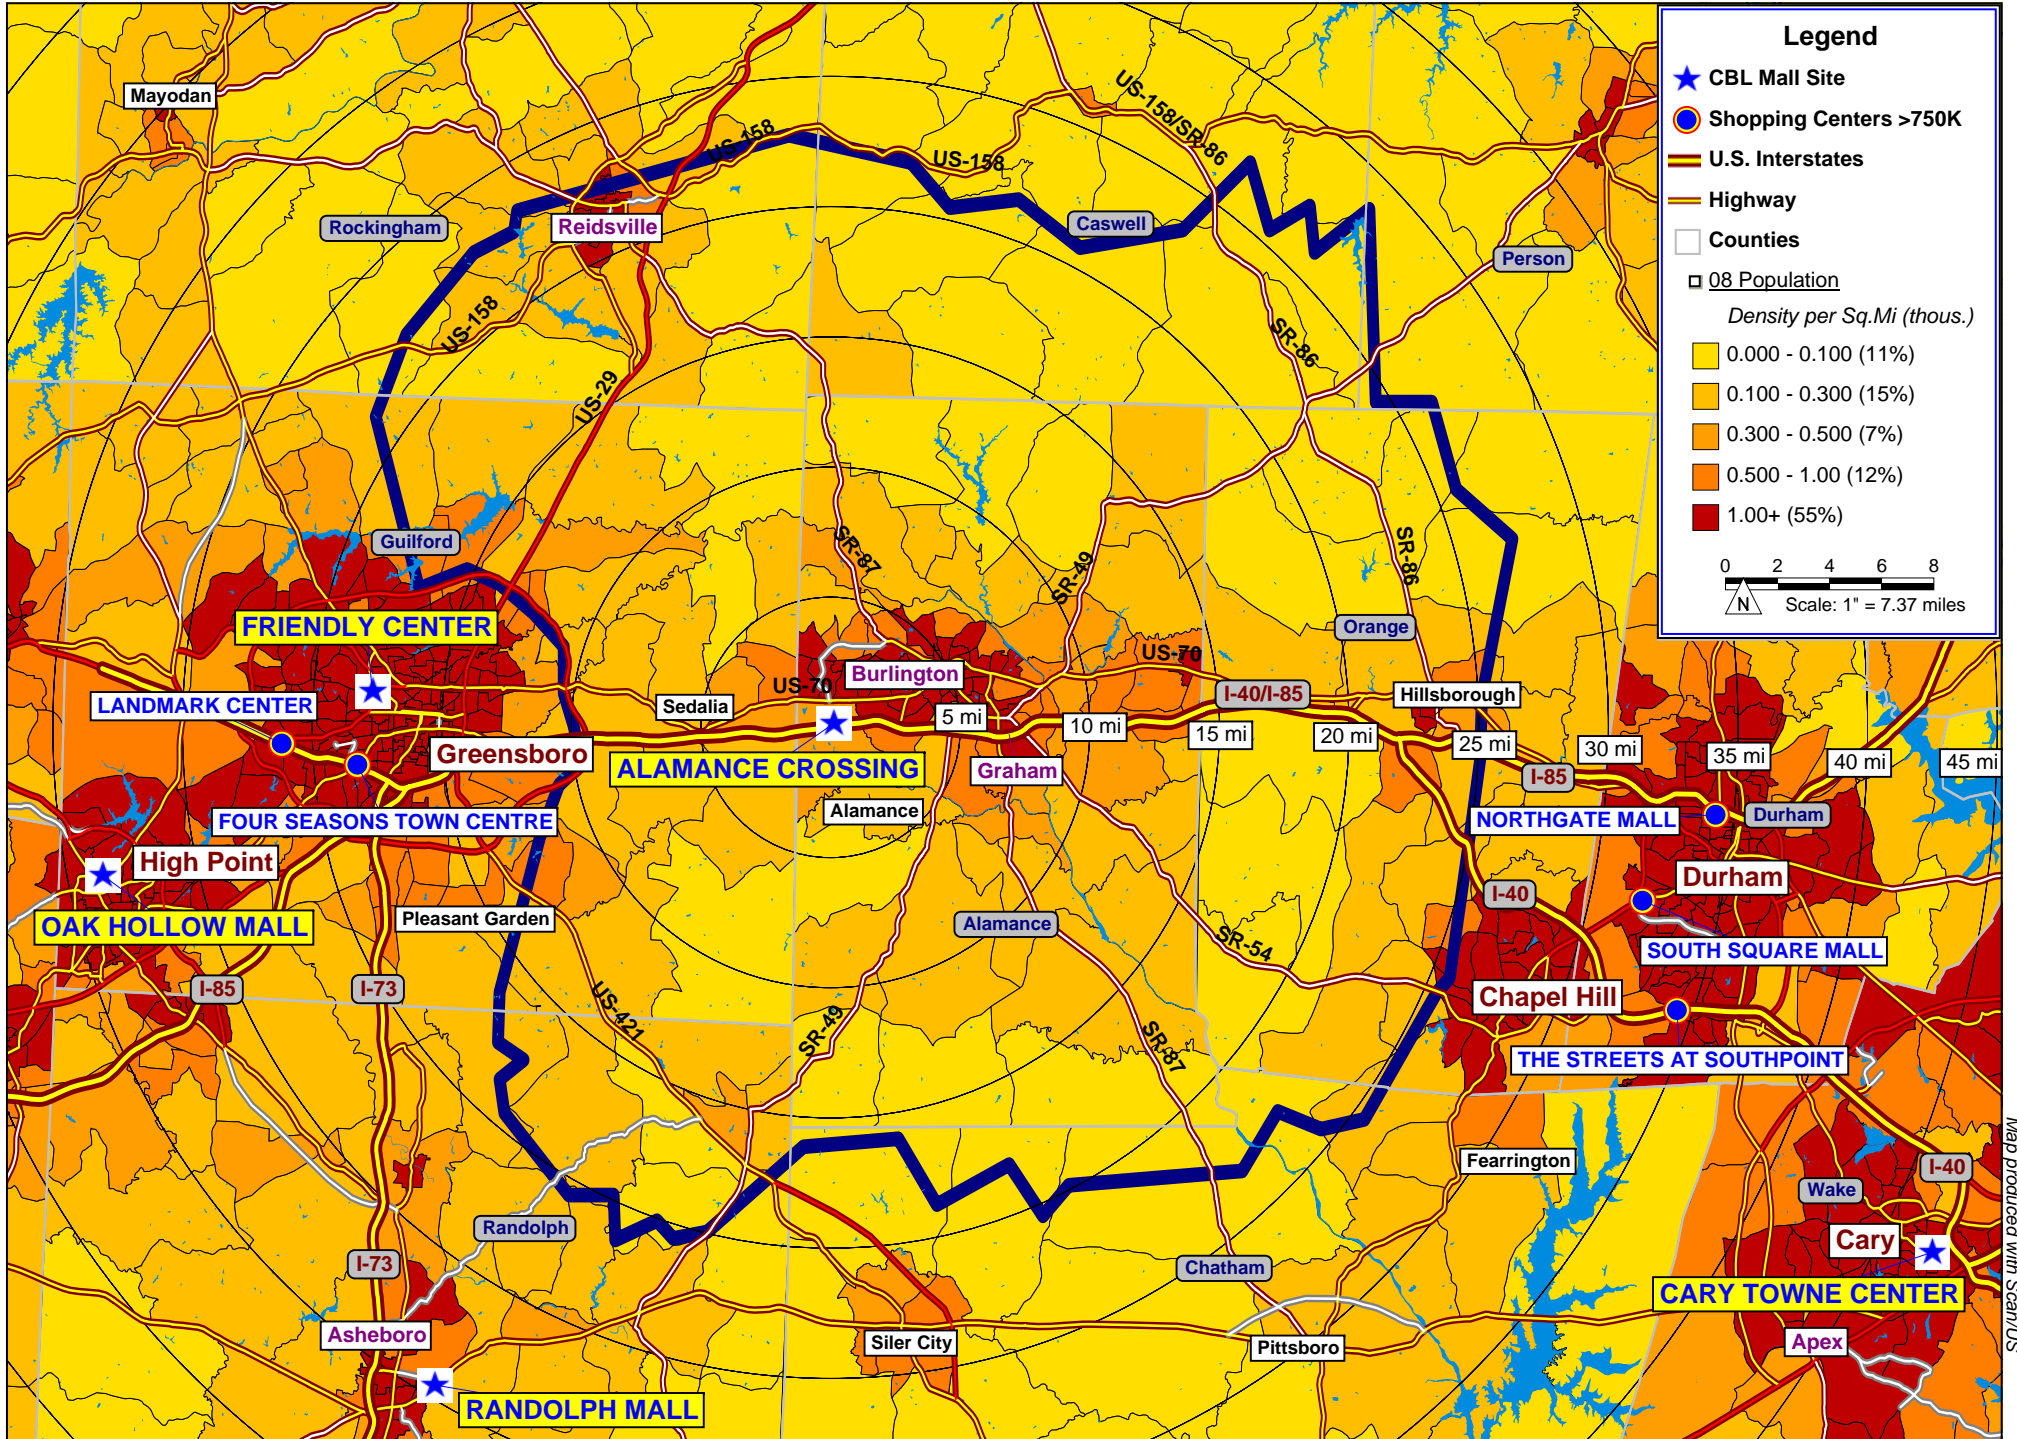 Legend
CBL Mall Site
Shopping Centers >750K
U.S. Interstates
Highway
Counties
08 Population
Density per Sq.Mi (thous.)
0.000 - 0.100 (11%)
0.100 - 0.300 (15%)
0.300 - 0.500 (7%)
0.500 - 1.00 (12%)
1.00+ (55%)
0 2 4 6 8
N
Scale: 1" = 7.37 miles
Mayodan
US-158
US-158
US-158/SR-86
Rockingham
Reidsville
Caswell
Person
US-158
SR-86
US-29
Guilford
SR-87
SR-49
SR-86
FRIENDLY CENTER
Orange
US-70
Burlington
US-70
I-40/I-85
Hillsborough
LANDMARK CENTER
Sedalia
5 mi
10 mi
15 mi
20 mi
25 mi
30 mi
35 mi
40 mi
45 mi
Greensboro
ALAMANCE CROSSING
Graham
I-85
Alamance
FOUR SEASONS TOWN CENTRE
NORTHGATE MALL
Durham
High Point
Durham
I-40
OAK HOLLOW MALL
Pleasant Garden
Alamance
SR-54
SOUTH SQUARE MALL
I-85
I-73
US-421
Chapel Hill
SR-49
SR-87
THE STREETS AT SOUTHPOINT
Fearrington
I-40
Wake
Randolph
Cary
I-73
Chatham
CARY TOWNE CENTER
Asheboro
Siler City
Pittsboro
Apex
RANDOLPH MALL
Map produced with Scan/US